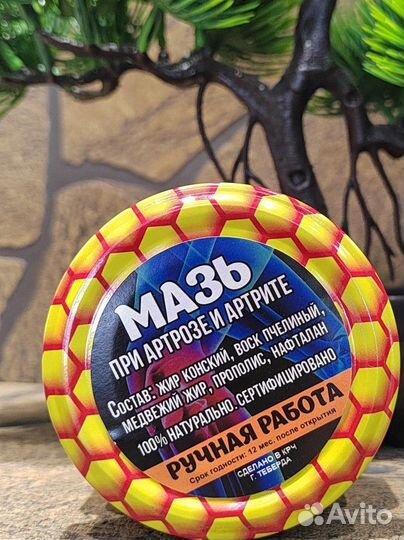 МАЗЬ
ПРИ АРТРОЗЕ И АРТРИТЕ
СОСТАВ: ЖИР КОНСКИЙ, ВОСК ПЧЕЛИНЫЙ,
МЕДВЕЖИЙ ЖИР, ПРОПОЛИС, НАФТАЛАН
100% НАТУРАЛЬНО. СЕРТИФИЦИРОВАНО
РУЧНАЯ РАБОТА
Срок годности: 12 мес. после открытия
СДЕЛАНО В КРЧ
Г. ТЕБЕРДА
Avito